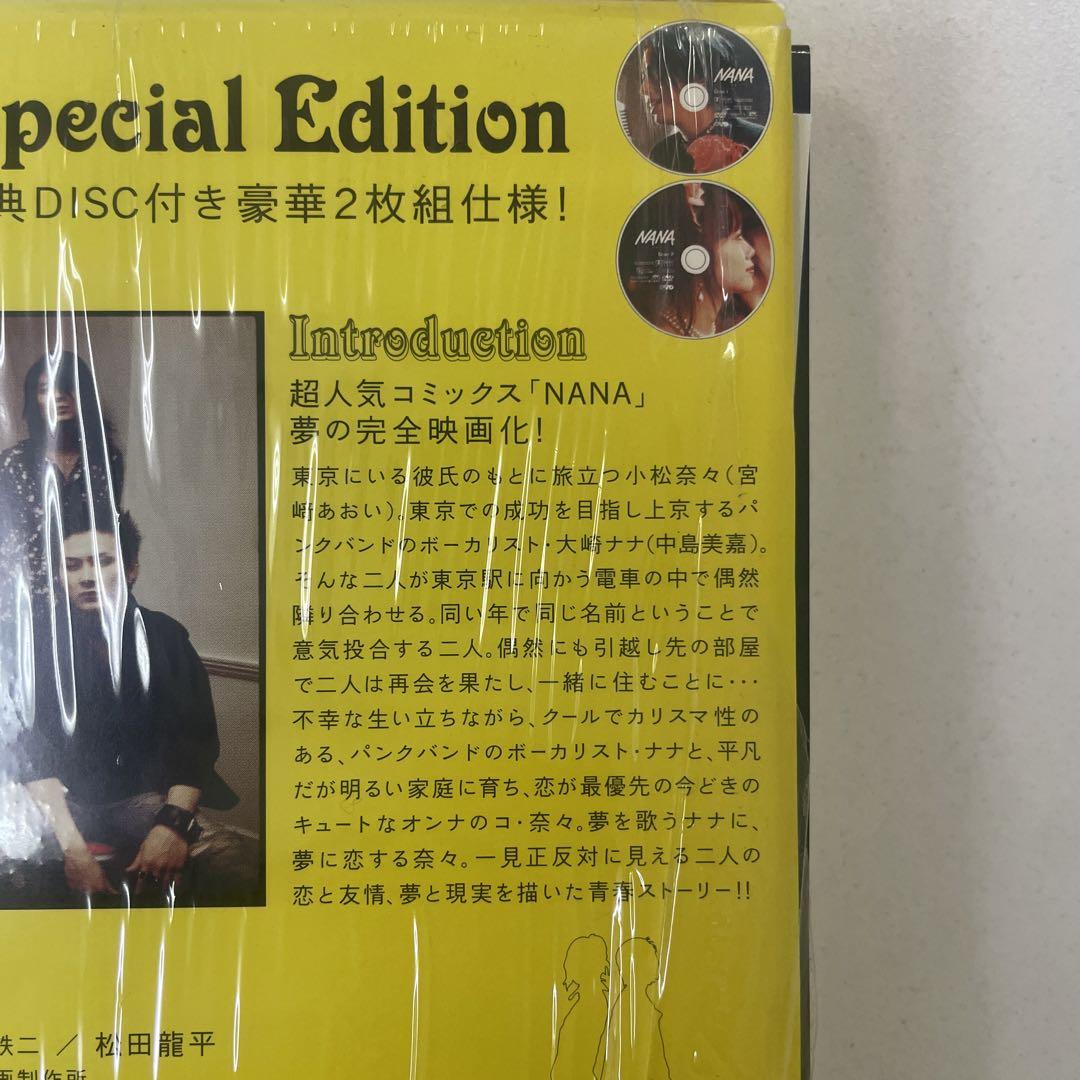 pecial Edition
典DISC付き豪華2枚組仕様!
NANA
Disc 1
NANA
Disc 2
Introduction
超人気コミックス「NANA」
夢の完全映画化!
東京にいる彼氏のもとに旅立つ小松奈々(宮
﨑あおい)。東京での成功を目指し上京するパ
ンクバンドのボーカリスト・大崎ナナ(中島美嘉)。
そんな二人が東京駅に向かう電車の中で偶然
隣り合わせる。同い年で同じ名前ということで
意気投合する二人。偶然にも引越し先の部屋
で二人は再会を果たし、一緒に住むことに・・・
不幸な生い立ちながら、クールでカリスマ性の
ある、パンクバンドのボーカリスト・ナナと、平凡
だが明るい家庭に育ち、恋が最優先の今どきの
キュートなオンナのコ・奈々。夢を歌うナナに、
夢に恋する奈々。一見正反対に見える二人の
恋と友情、夢と現実を描いた青春ストーリー!!
鉄二 ／ 松田龍平
画制作所